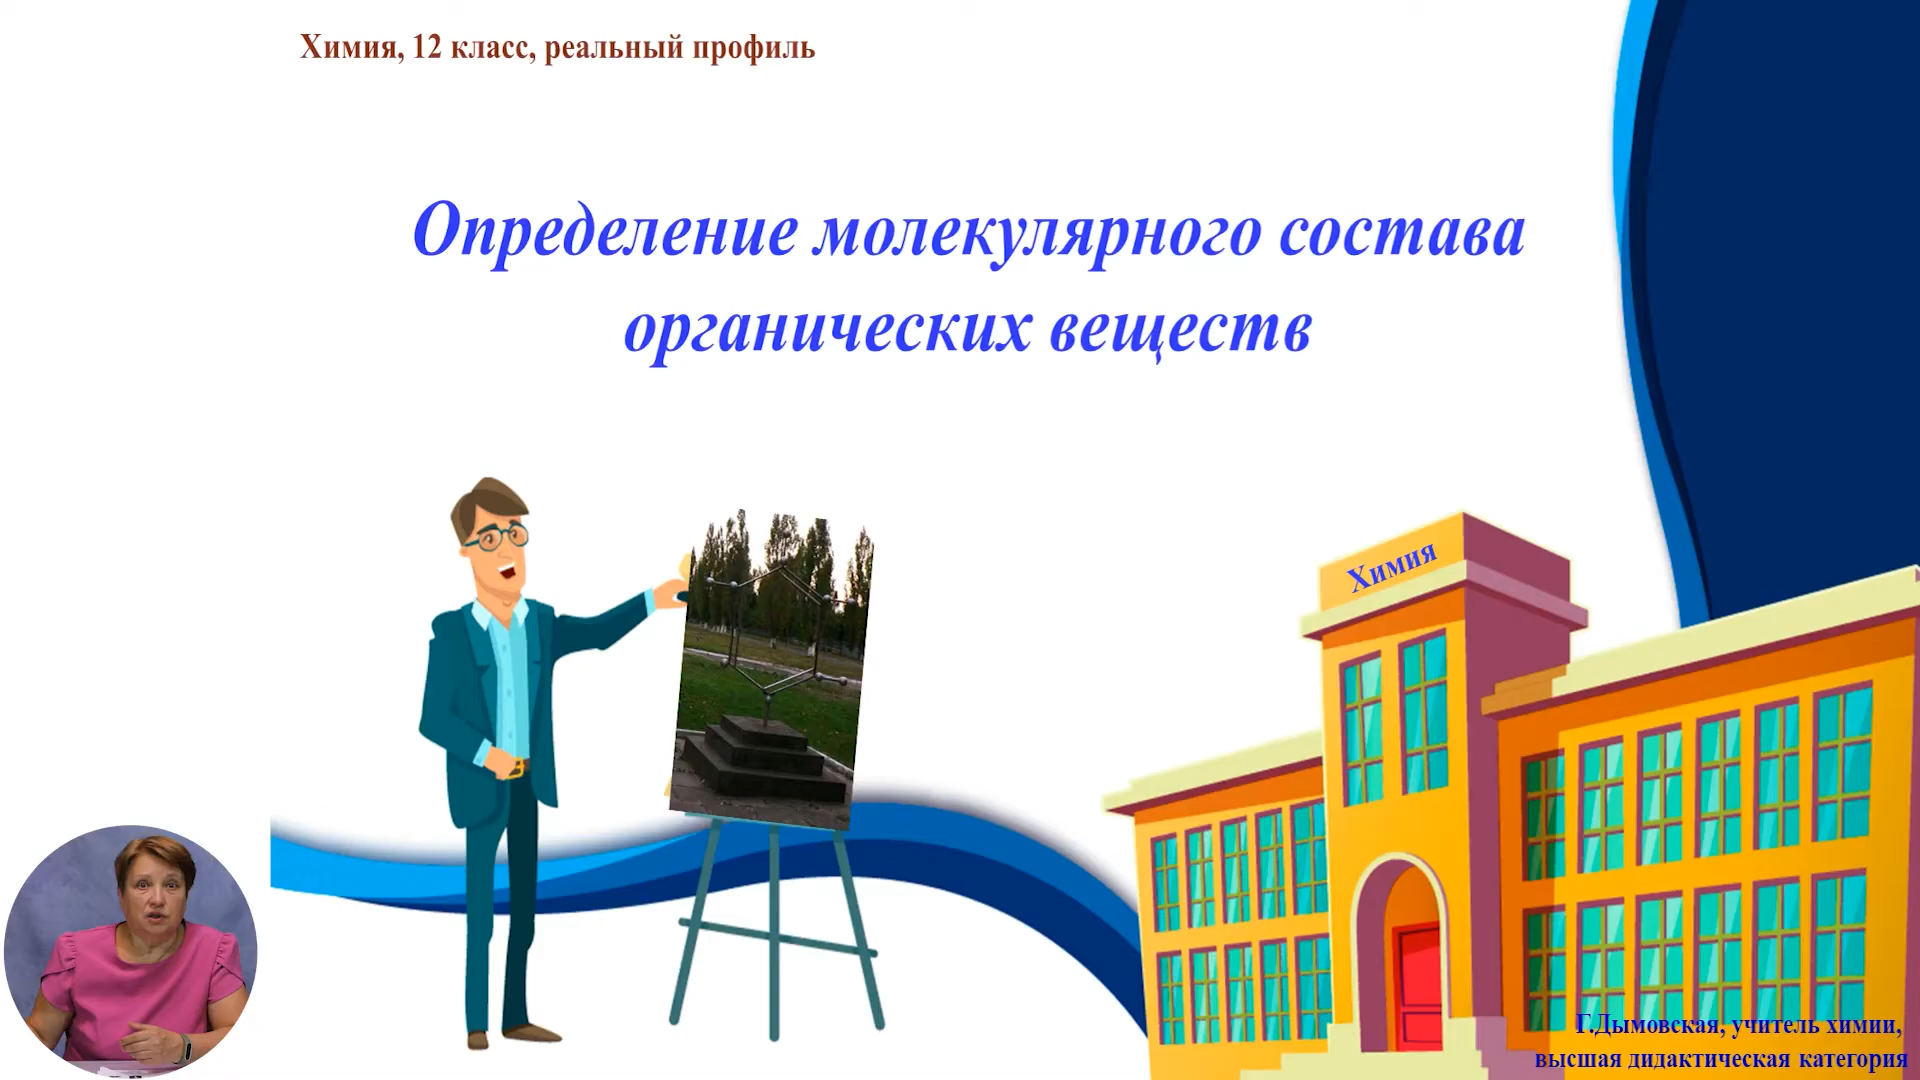 Химия, 12 класс, реальный профиль
Определение молекулярного состава
органических веществ
Химия
Г.Дымовская, учитель химии,
высшая дидактическая категория